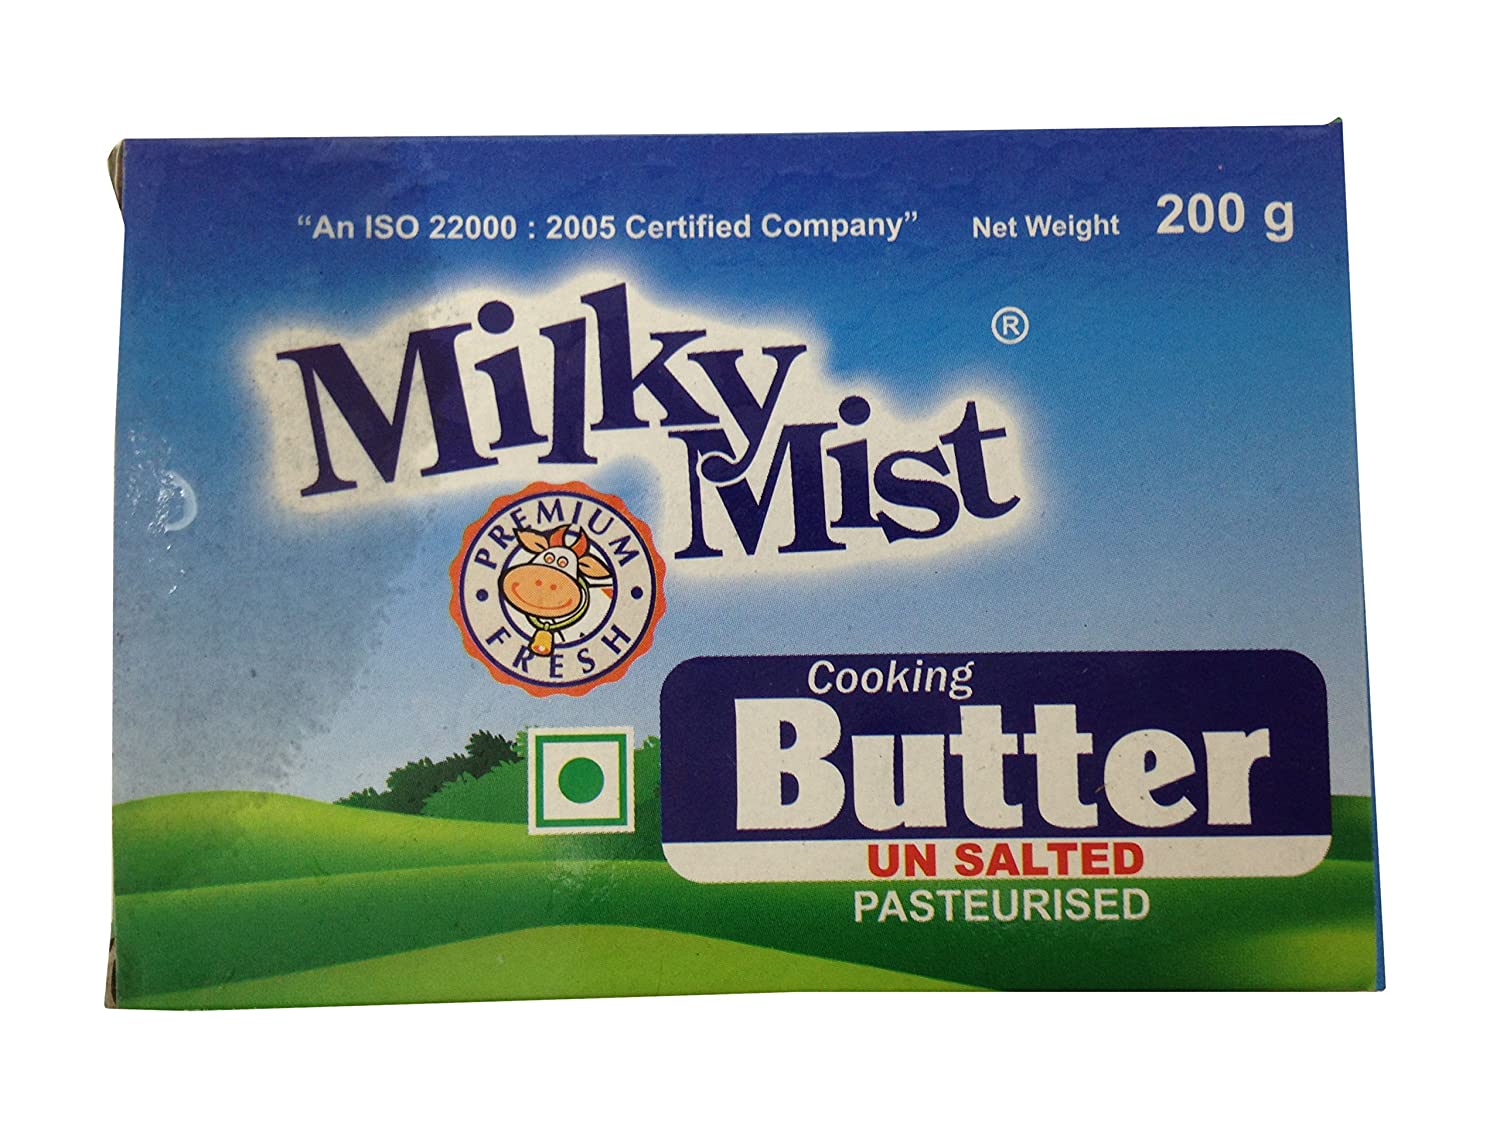 "An ISO 22000 : 2005 Certified Company" Net Weight 200 g
Milky
Mist ®
PREMIUM
FRESH
Cooking
Butter
UN SALTED
PASTEURISED